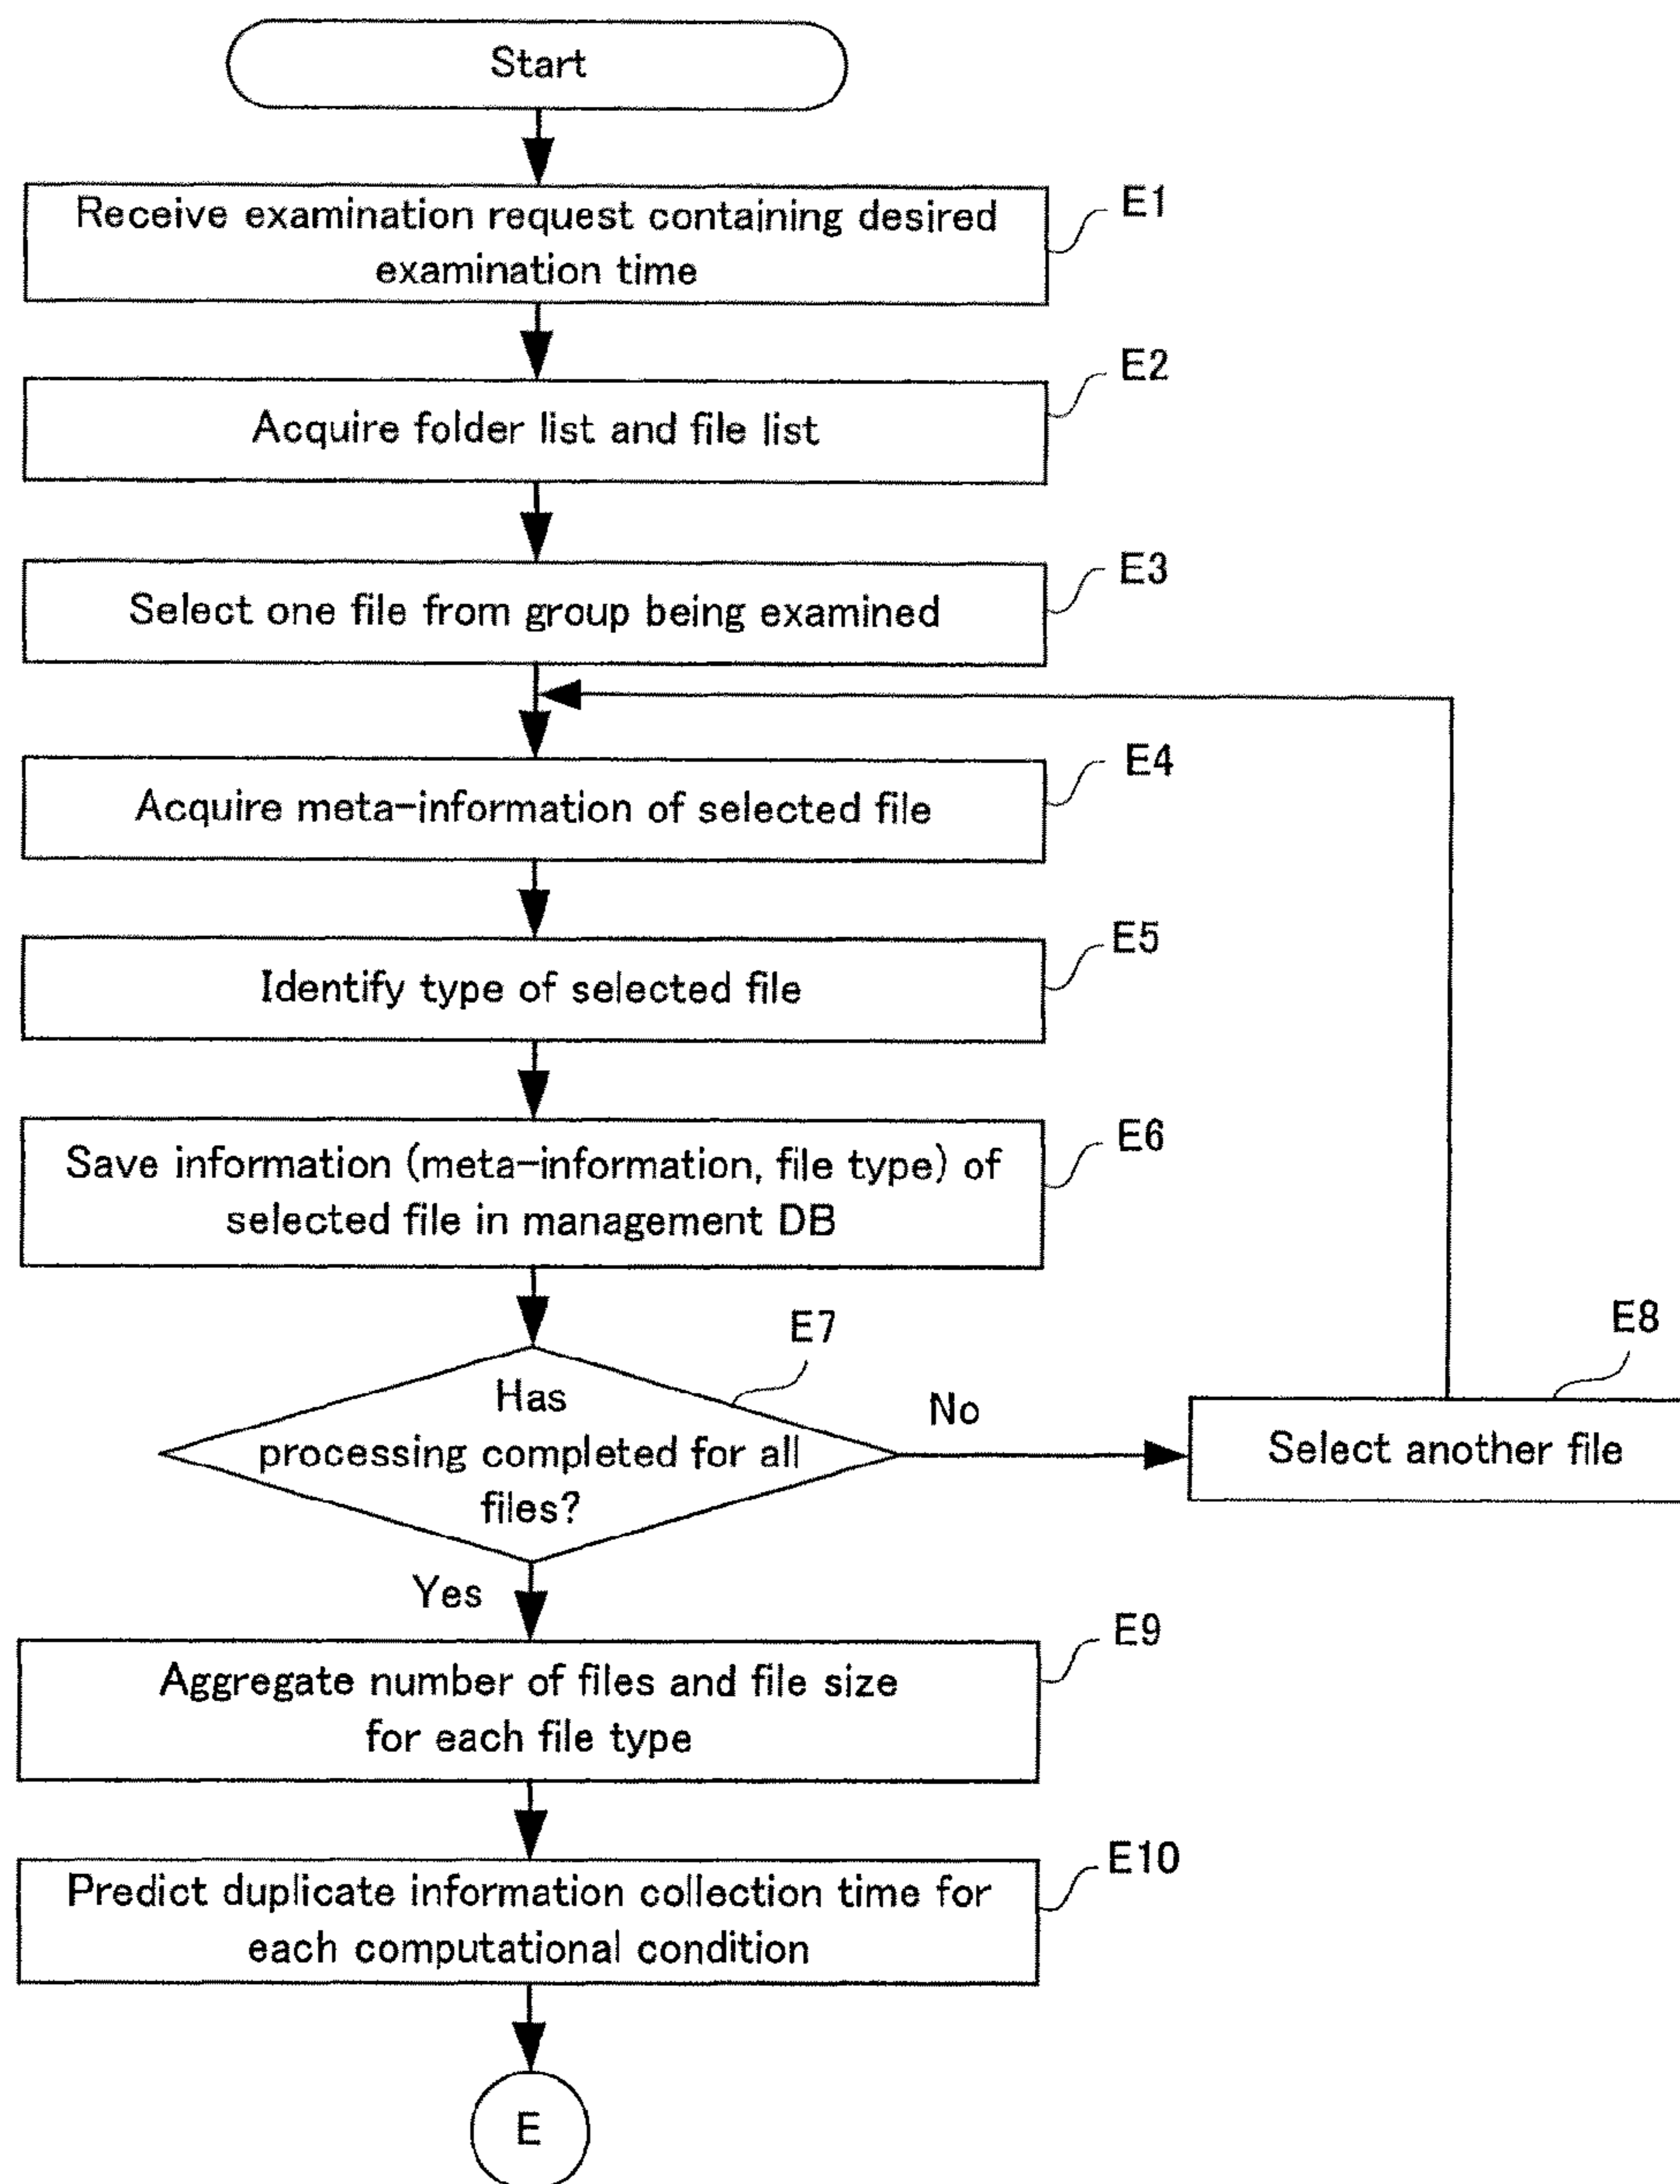 Start
Receive examination request containing desired
examination time
E1
Acquire folder list and file list
E2
Select one file from group being examined
E3
Acquire meta-information of selected file
E4
Identify type of selected file
E5
Save information (meta-information, file type) of
selected file in management DB
E6
Has
processing completed for all
files?
E7
No
Select another file
E8
Yes
Aggregate number of files and file size
for each file type
E9
Predict duplicate information collection time for
each computational condition
E10
E